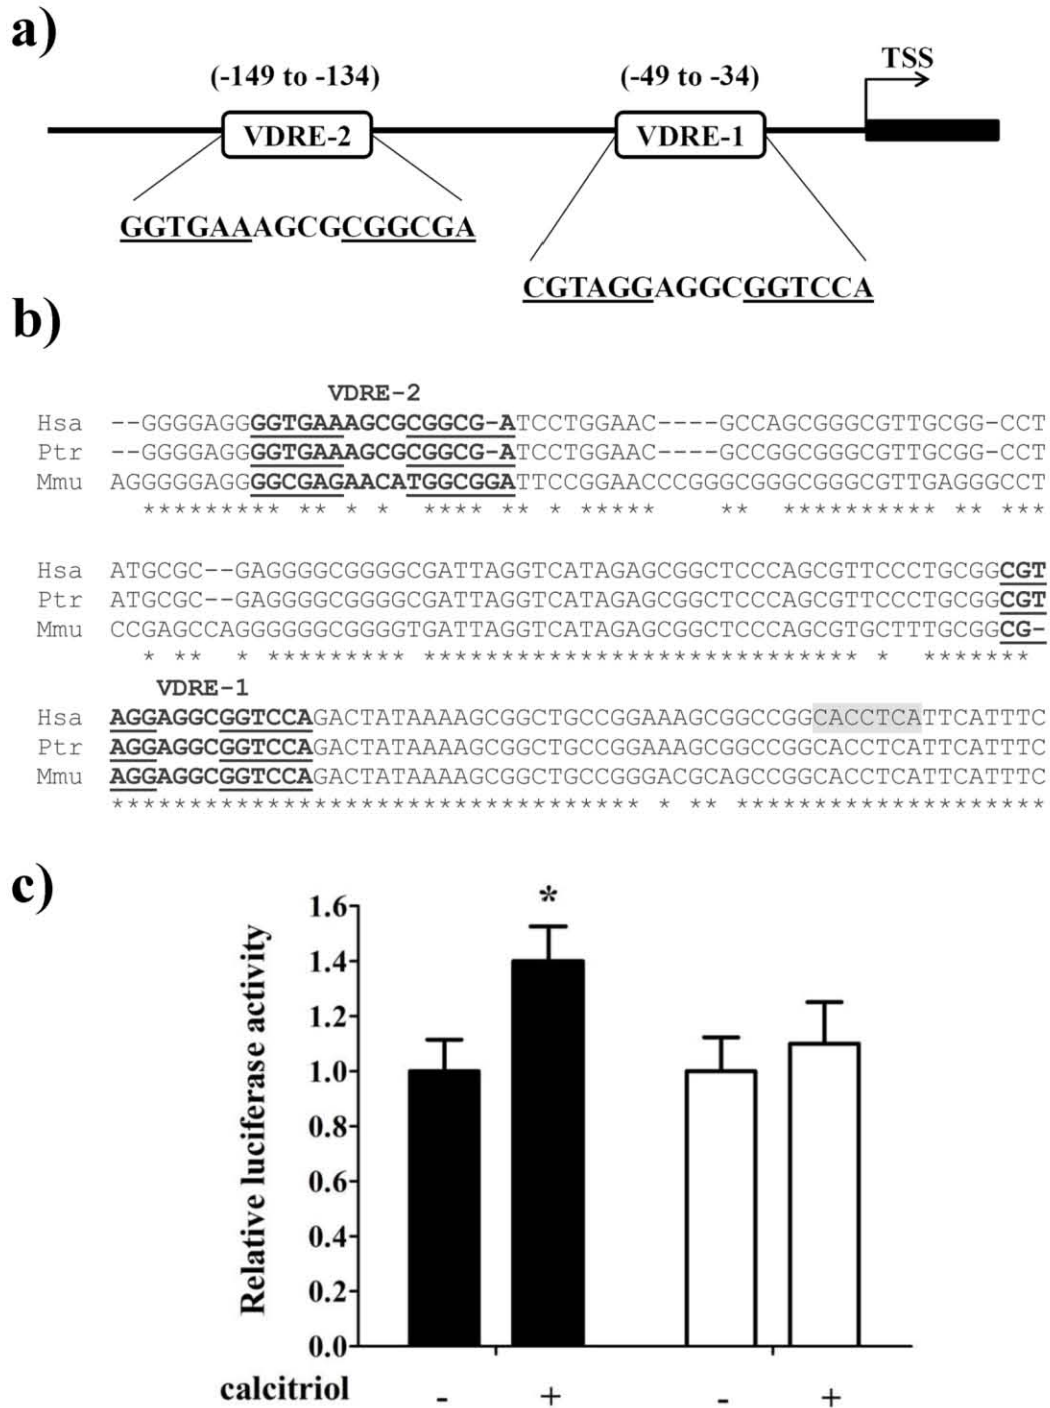 a)
(-149 to -134) (-49 to -34) TSS
VDRE-2 VDRE-1
GGTGAAAGCGCGGCGA
CGTAGGAGGCGGTCCA
b)
VDRE-2
Hsa --GGGGAGGGGTGAAAGCGCGGCG-ATCCTGGAAC----GCCAGCGGGCGTTGCGG-CCT
Ptr --GGGGAGGGGTGAAAGCGCGGCG-ATCCTGGAAC----GCCGGCGGGCGTTGCGG-CCT
Mmu AGGGGGAGGGGCGAGAACATGGCGGATTCCGGAACCCGGGCGGGCGGGCGTTGAGGGCCT
********* ** * * **** ** * ***** ** ********** ** ***
Hsa ATGCGC--GAGGGGCGGGGCGATTAGGTCATAGAGCGGCTCCCAGCGTTCCCTGCGGCGT
Ptr ATGCGC--GAGGGGCGGGGCGATTAGGTCATAGAGCGGCTCCCAGCGTTCCCTGCGGCGT
Mmu CCGAGCCAGGGGGGCGGGGTGATTAGGTCATAGAGCGGCTCCCAGCGTGCTTTGCGGCG-
* ** * ********* **************************** * *******
VDRE-1
Hsa AGGAGGCGGTCCAGACTATAAAAGCGGCTGCCGGAAAGCGGCCGGCACCTCATTCATTTC
Ptr AGGAGGCGGTCCAGACTATAAAAGCGGCTGCCGGAAAGCGGCCGGCACCTCATTCATTTC
Mmu AGGAGGCGGTCCAGACTATAAAAGCGGCTGCCGGGACGCAGCCGGCACCTCATTCATTTC
********************************** * ** ********************
c)
*
1.6
1.4
1.2
1.0
0.8
0.6
0.4
0.2
0.0
Relative luciferase activity
calcitriol - + - +